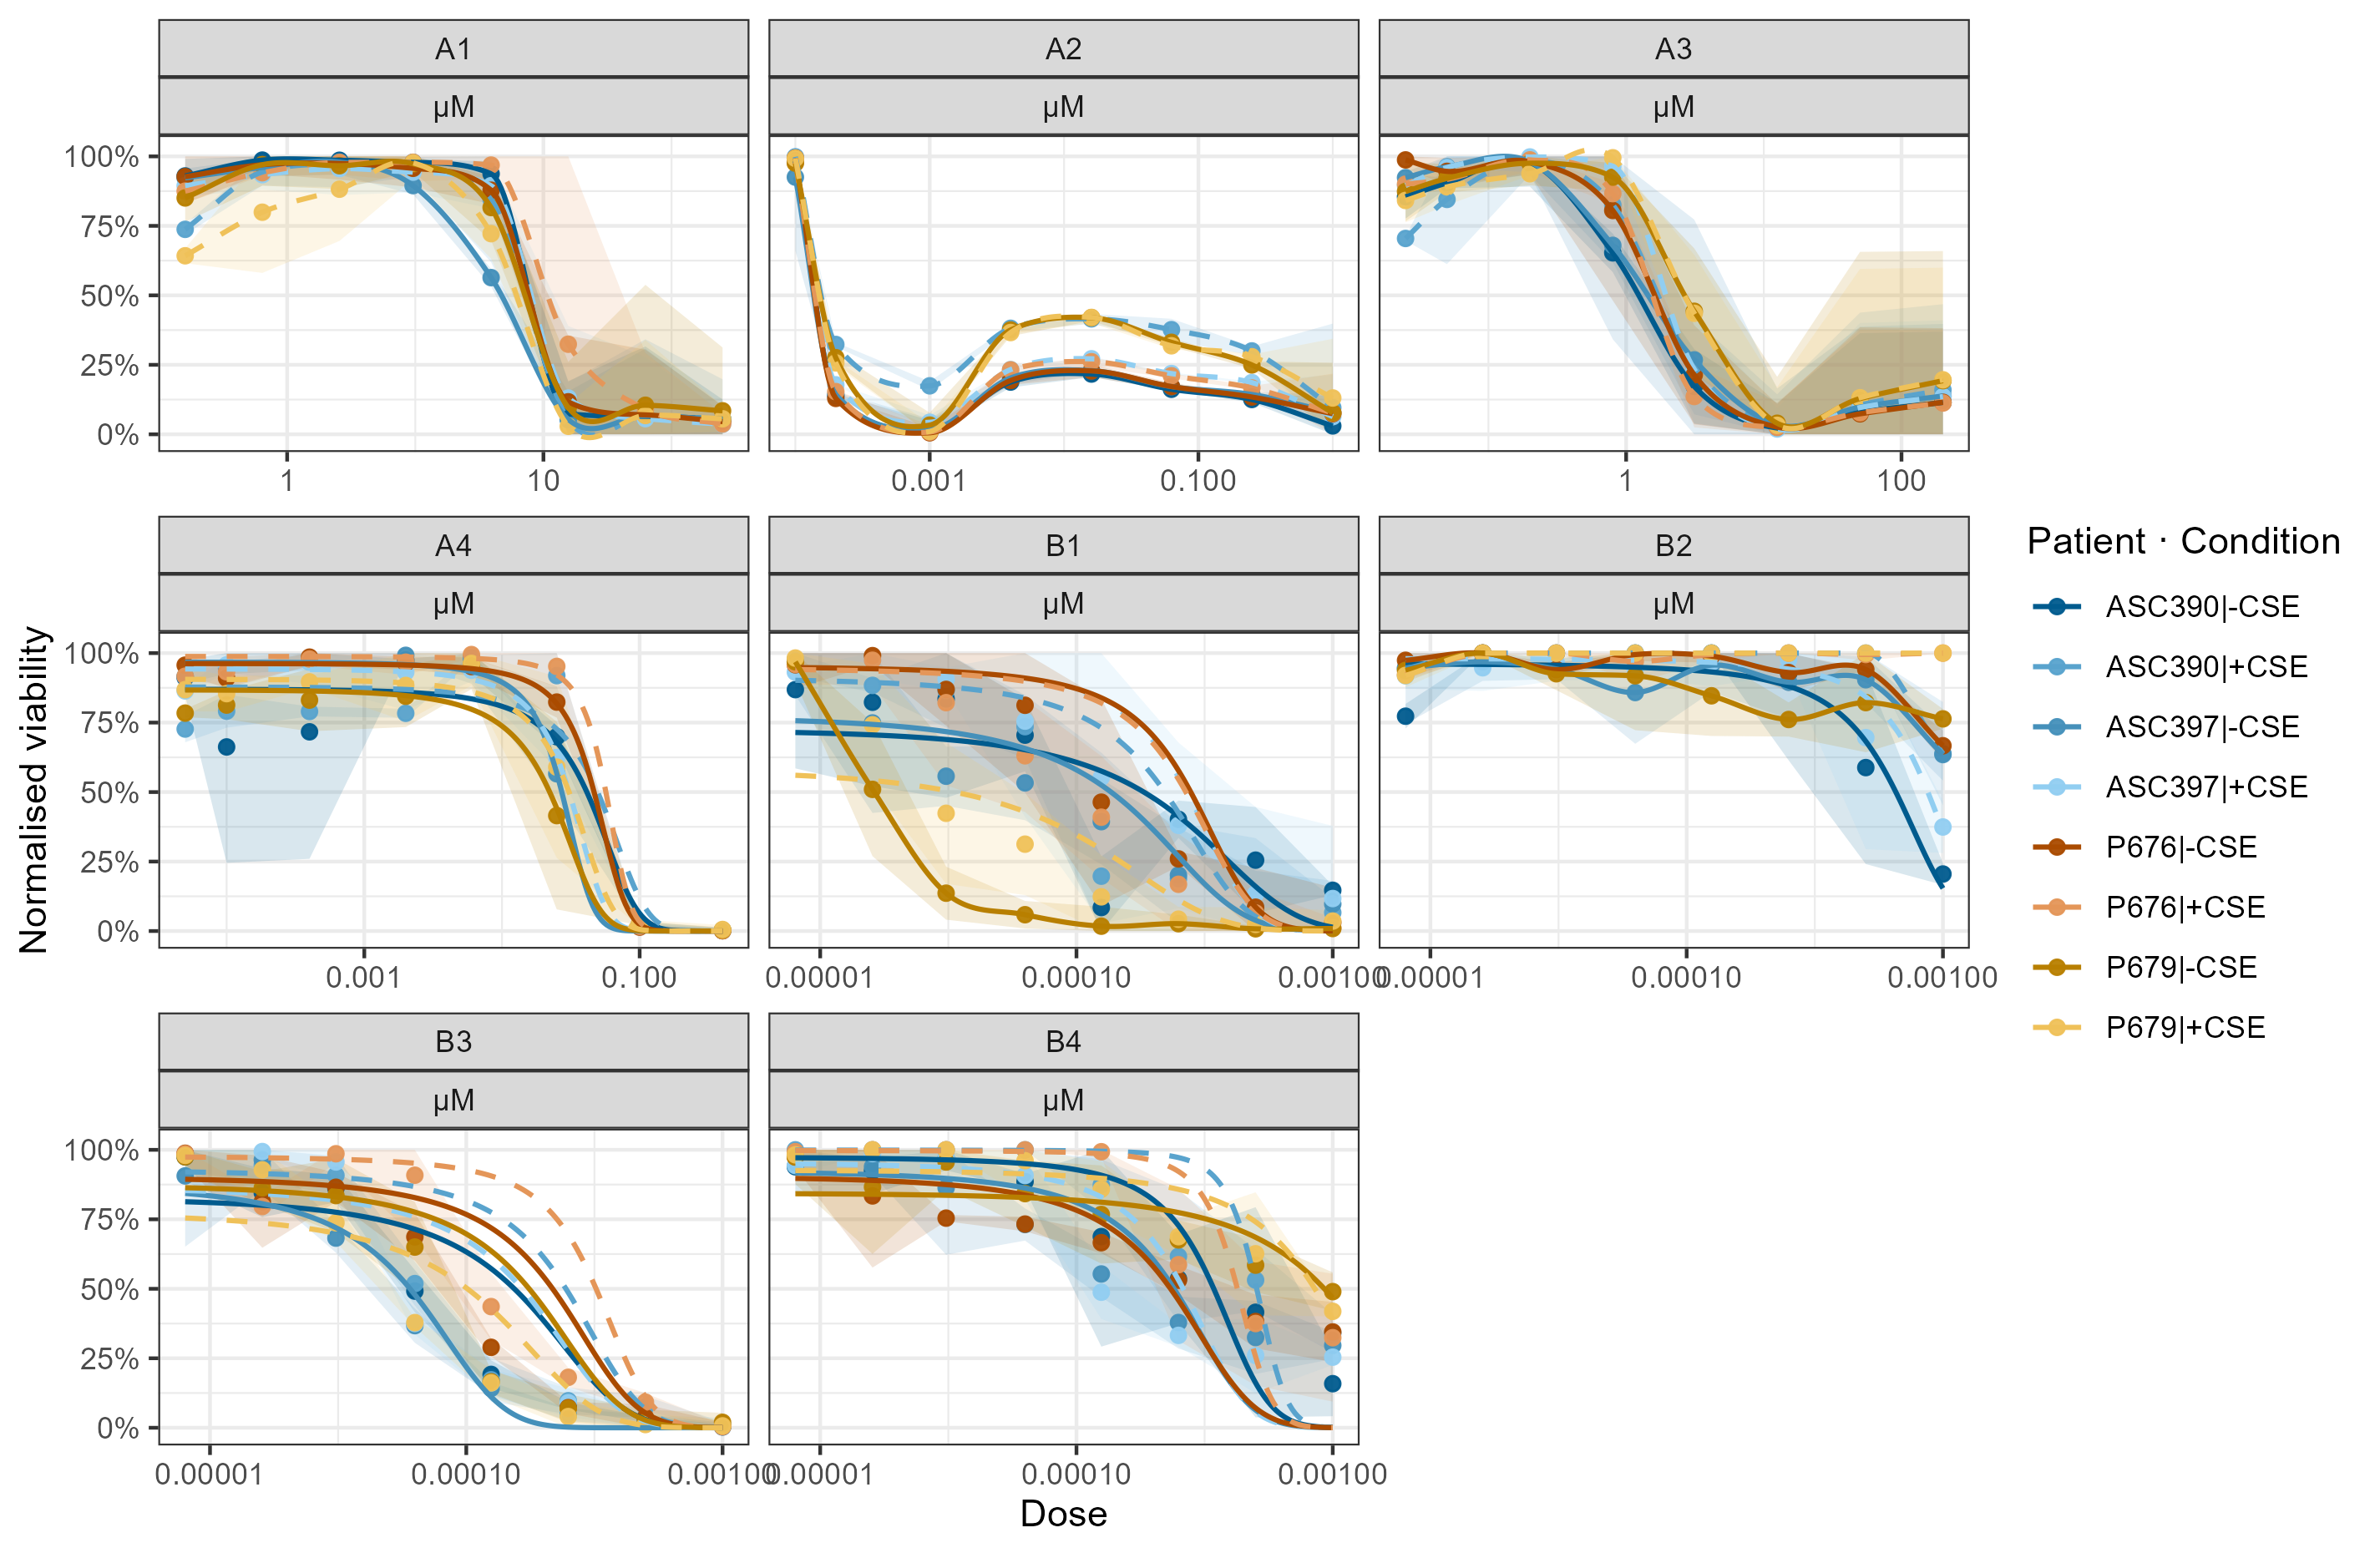 A1
A2
A3
µM
µM
µM
100%
75%
50%
25%
0%
1
10
0.001
0.100
1
100
A4
B1
B2
µM
µM
µM
100%
75%
50%
25%
0%
0.001
0.100
0.00001
0.00010
0.00100
0.00001
0.00010
0.00100
B3
B4
µM
µM
100%
75%
50%
25%
0%
0.00001
0.00010
0.00100
0.00001
0.00010
0.00100
Dose
Normalised viability
Patient · Condition
ASC390|-CSE
ASC390|+CSE
ASC397|-CSE
ASC397|+CSE
P676|-CSE
P676|+CSE
P679|-CSE
P679|+CSE